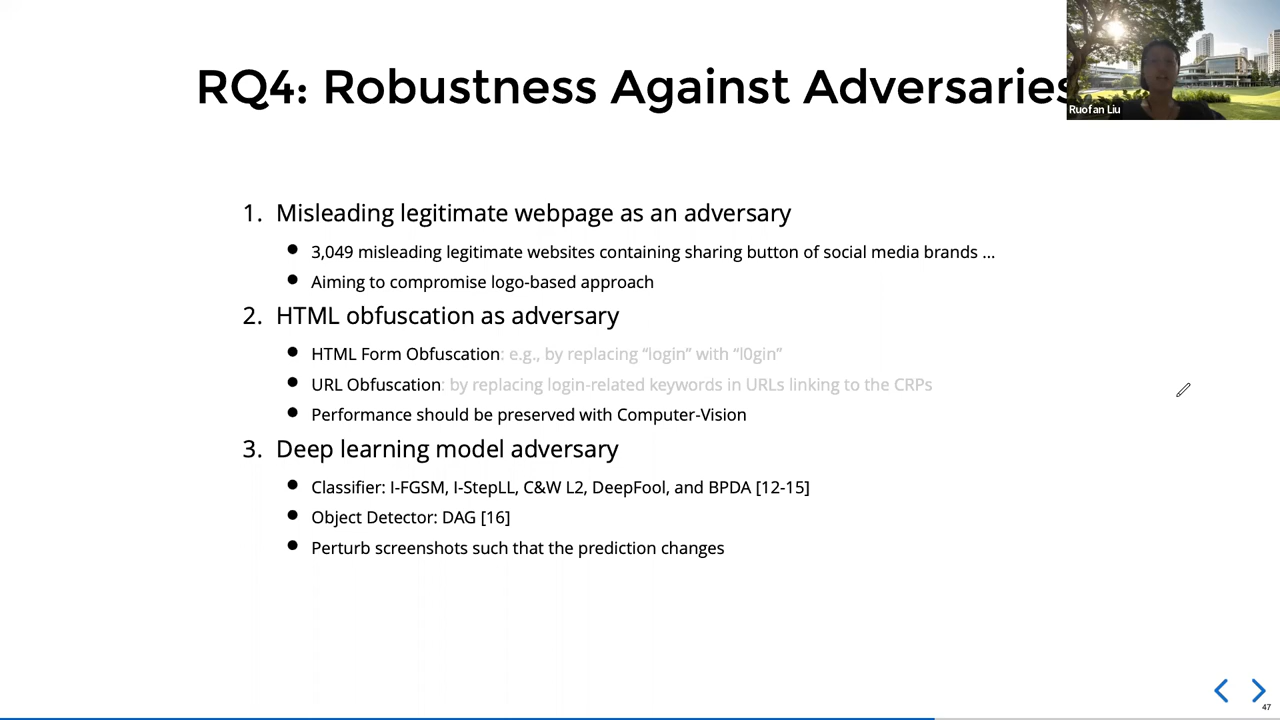 RQ4: Robustness Against Adversaries
Ruofan Liu
1. Misleading legitimate webpage as an adversary
● 3,049 misleading legitimate websites containing sharing button of social media brands ...
● Aiming to compromise logo-based approach
2. HTML obfuscation as adversary
● HTML Form Obfuscation: e.g., by replacing “login” with “l0gin”
● URL Obfuscation: by replacing login-related keywords in URLs linking to the CRPs
● Performance should be preserved with Computer-Vision
3. Deep learning model adversary
● Classifier: I-FGSM, I-StepLL, C&W L2, DeepFool, and BPDA [12-15]
● Object Detector: DAG [16]
● Perturb screenshots such that the prediction changes
47